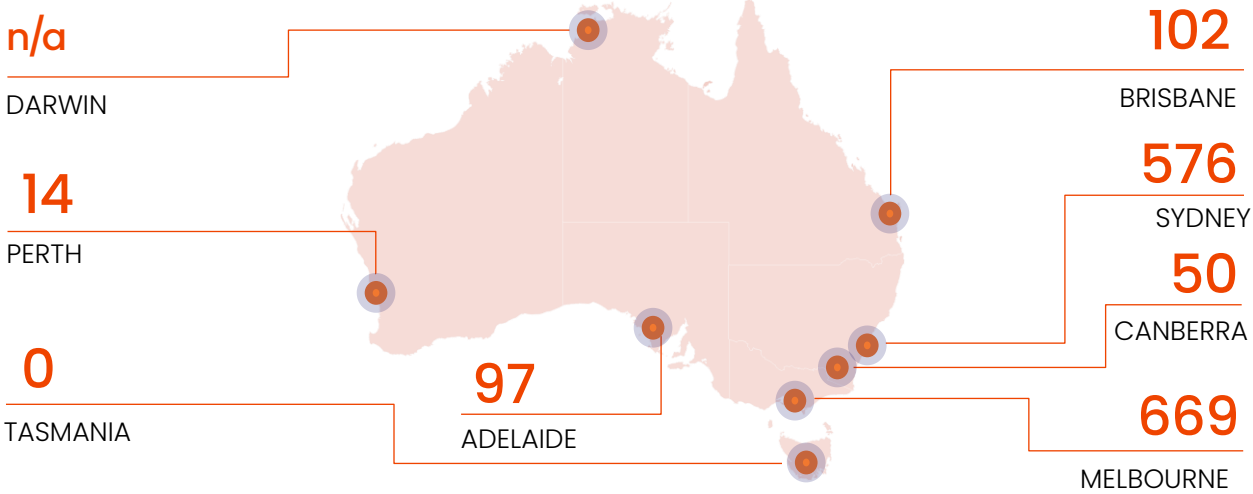 n/a
DARWIN
14
PERTH
0
TASMANIA
97
ADELAIDE
102
BRISBANE
576
SYDNEY
50
CANBERRA
669
MELBOURNE